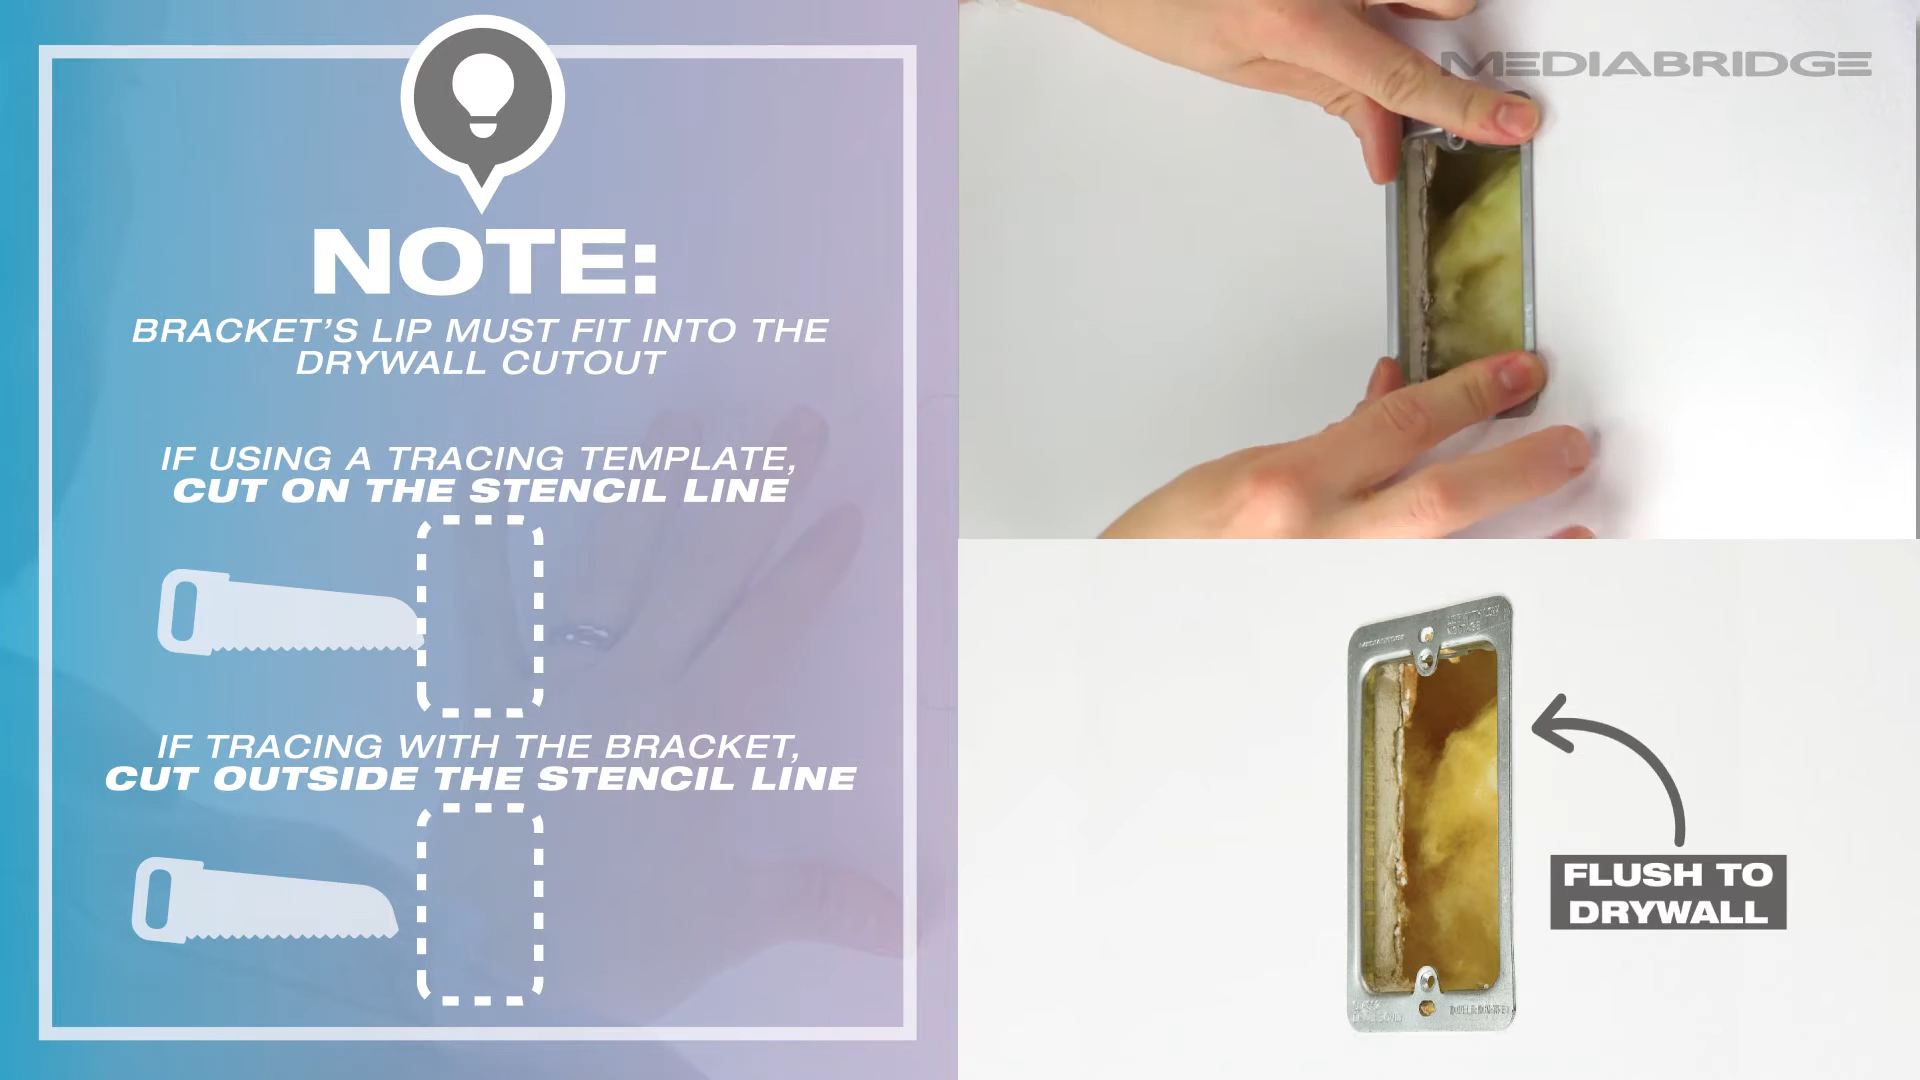 NOTE:
BRACKET'S LIP MUST FIT INTO THE
DRYWALL CUTOUT
IF USING A TRACING TEMPLATE,
CUT ON THE STENCIL LINE
IF TRACING WITH THE BRACKET,
CUT OUTSIDE THE STENCIL LINE
MEDIABRIDGE
MEDIABRIDGE
FLUSH TO
DRYWALL